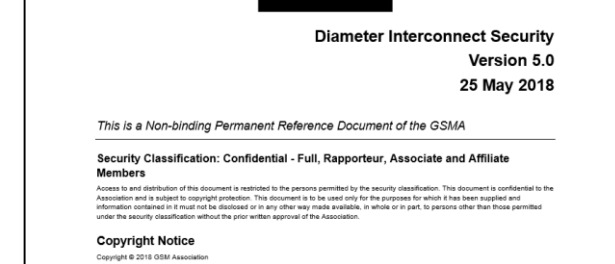 Diameter Interconnect Security
Version 5.0
25 May 2018
This is a Non-binding Permanent Reference Document of the GSMA
Security Classification: Confidential - Full, Rapporteur, Associate and Affiliate
Members
Access to and distribution of this document is restricted to the persons permitted by the security classification. This document is confidential to the
Association and is subject to copyright protection. This document is to be used only for the purposes for which it has been supplied and
information contained in it must not be disclosed or in any other way made available, in whole or in part, to persons other than those permitted
under the security classification without the prior written approval of the Association.
Copyright Notice
Copyright © 2018 GSM Association